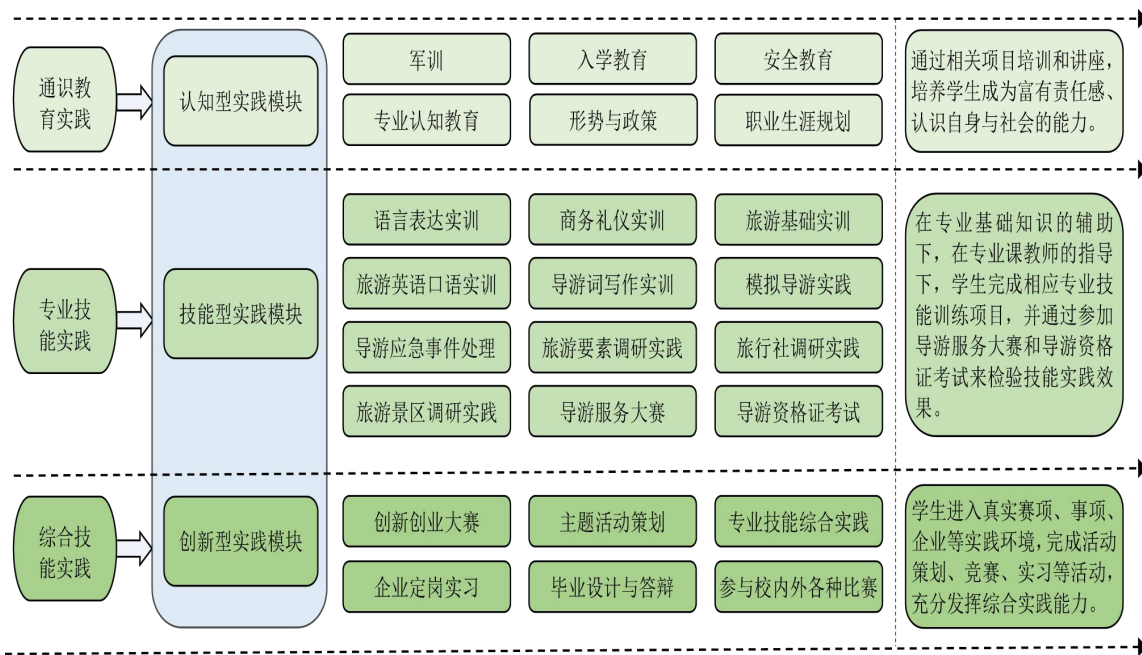 通识教
育实践
认知型实践模块
军训
入学教育
安全教育
专业认知教育
形势与政策
职业生涯规划
通过相关项目培训和讲座，
培养学生成为富有责任感、
认识自身与社会的能力。
专业技
能实践
技能型实践模块
语言表达实训
商务礼仪实训
旅游基础实训
旅游英语口语实训
导游词写作实训
模拟导游实践
导游应急事件处理
旅游要素调研实践
旅行社调研实践
旅游景区调研实践
导游服务大赛
导游资格证考试
在专业基础知识的辅助
下，在专业课教师的指导
下，学生完成相应专业技
能训练项目，并通过参加
导游服务大赛和导游资格
证考试来检验技能实践效
果。
综合技
能实践
创新型实践模块
创新创业大赛
主题活动策划
专业技能综合实践
企业定岗实习
毕业设计与答辩
参与校内外各种比赛
学生进入真实赛项、事项、
企业等实践环境，完成活动
策划、竞赛、实习等活动，
充分发挥综合实践能力。